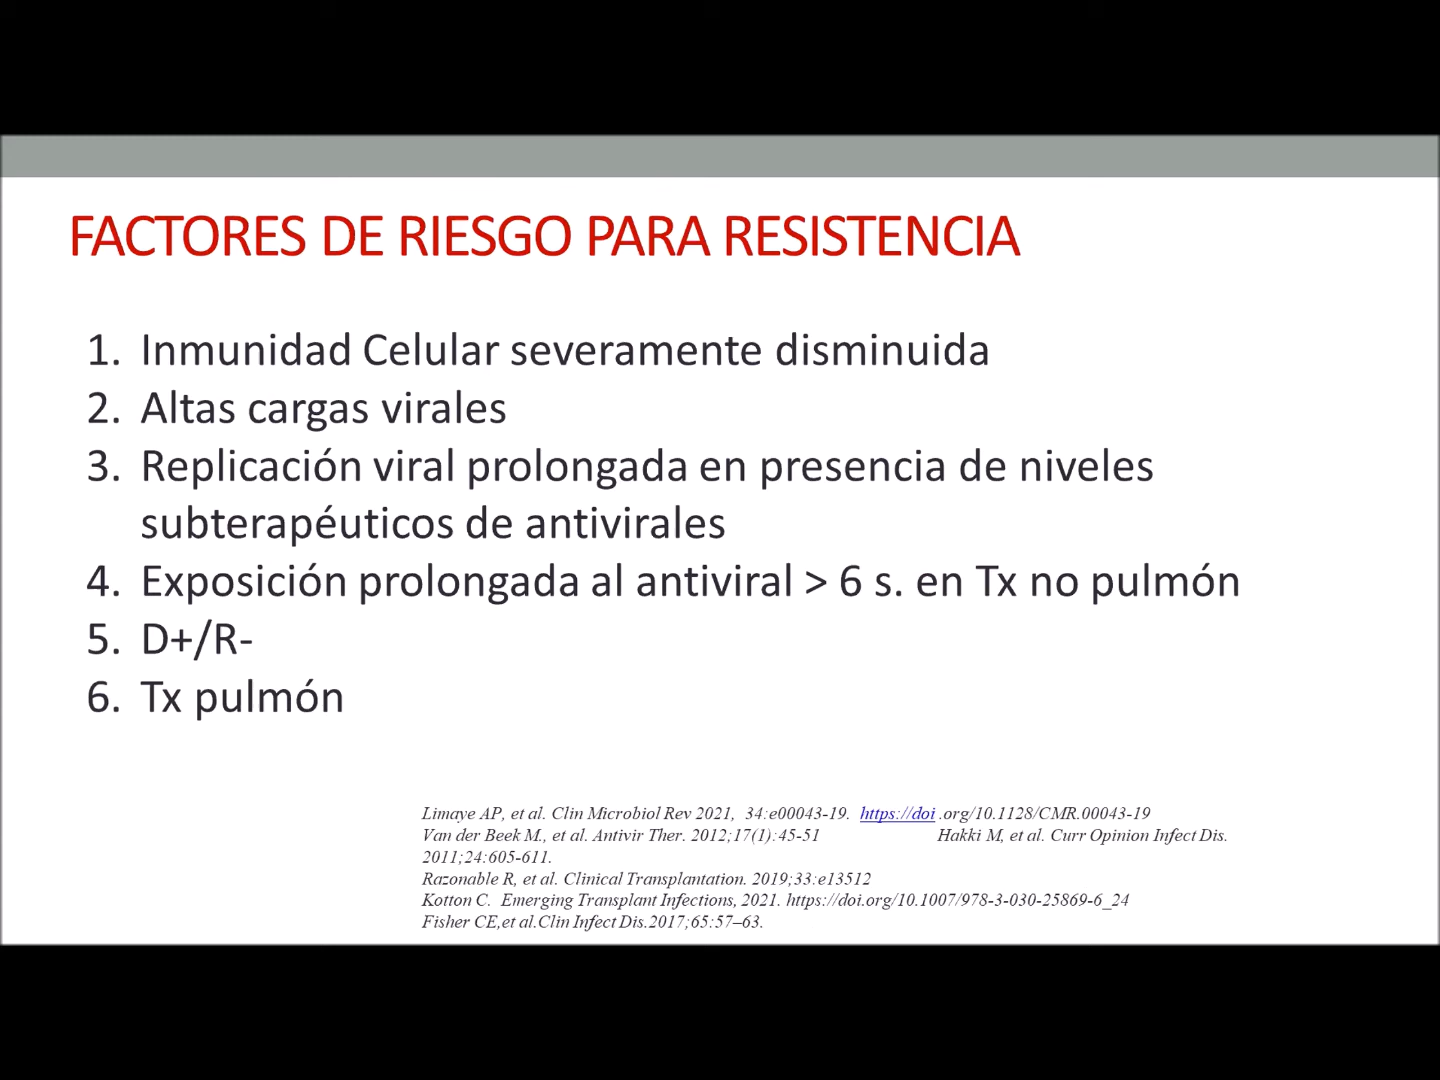 FACTORES DE RIESGO PARA RESISTENCIA
1. Inmunidad Celular severamente disminuida
2. Altas cargas virales
3. Replicación viral prolongada en presencia de niveles
subterapéuticos de antivirales
4. Exposición prolongada al antiviral > 6 s. en Tx no pulmón
5. D+/R-
6. Tx pulmón
Limaye AP, et al. Clin Microbiol Rev 2021, 34:e00043-19. https://doi .org/10.1128/CMR.00043-19
Van der Beek M., et al. Antivir Ther. 2012;17(1):45-51 Hakki M, et al. Curr Opinion Infect Dis.
2011;24:605-611.
Razonable R, et al. Clinical Transplantation. 2019;33:e13512
Kotton C. Emerging Transplant Infections, 2021. https://doi.org/10.1007/978-3-030-25869-6_24
Fisher CE,et al.Clin Infect Dis.2017;65:57–63.